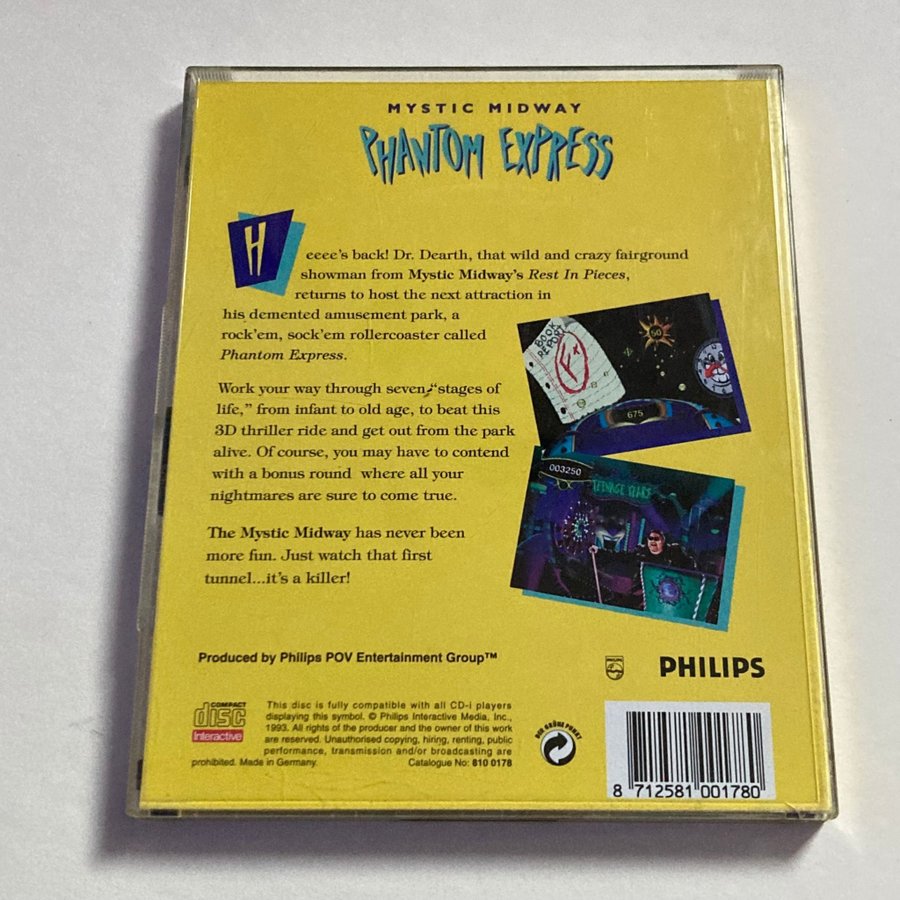 MYSTIC MIDWAY
PHANTOM EXPRESS
H
eeee's back! Dr. Dearth, that wild and crazy fairground
showman from Mystic Midway's Rest In Pieces,
returns to host the next attraction in
his demented amusement park, a
rock'em, sock'em rollercoaster called
Phantom Express.
BOOK
REPORT
F+
50
675
Work your way through seven "stages of
life," from infant to old age, to beat this
3D thriller ride and get out from the park
alive. Of course, you may have to contend
with a bonus round where all your
nightmares are sure to come true.
003250
TEENAGE YEARS
The Mystic Midway has never been
more fun. Just watch that first
tunnel...it's a killer!
Produced by Philips POV Entertainment Group™
PHILIPS
PHILIPS
COMPACT
disc
Interactive
This disc is fully compatible with all CD-i players
displaying this symbol. © Philips Interactive Media, Inc.,
1993. All rights of the producer and the owner of this work
are reserved. Unauthorised copying, hiring, renting, public
performance, transmission and/or broadcasting are
prohibited. Made in Germany. Catalogue No: 810 0178
DER GRÜNE PUNKT
8 712581 001780